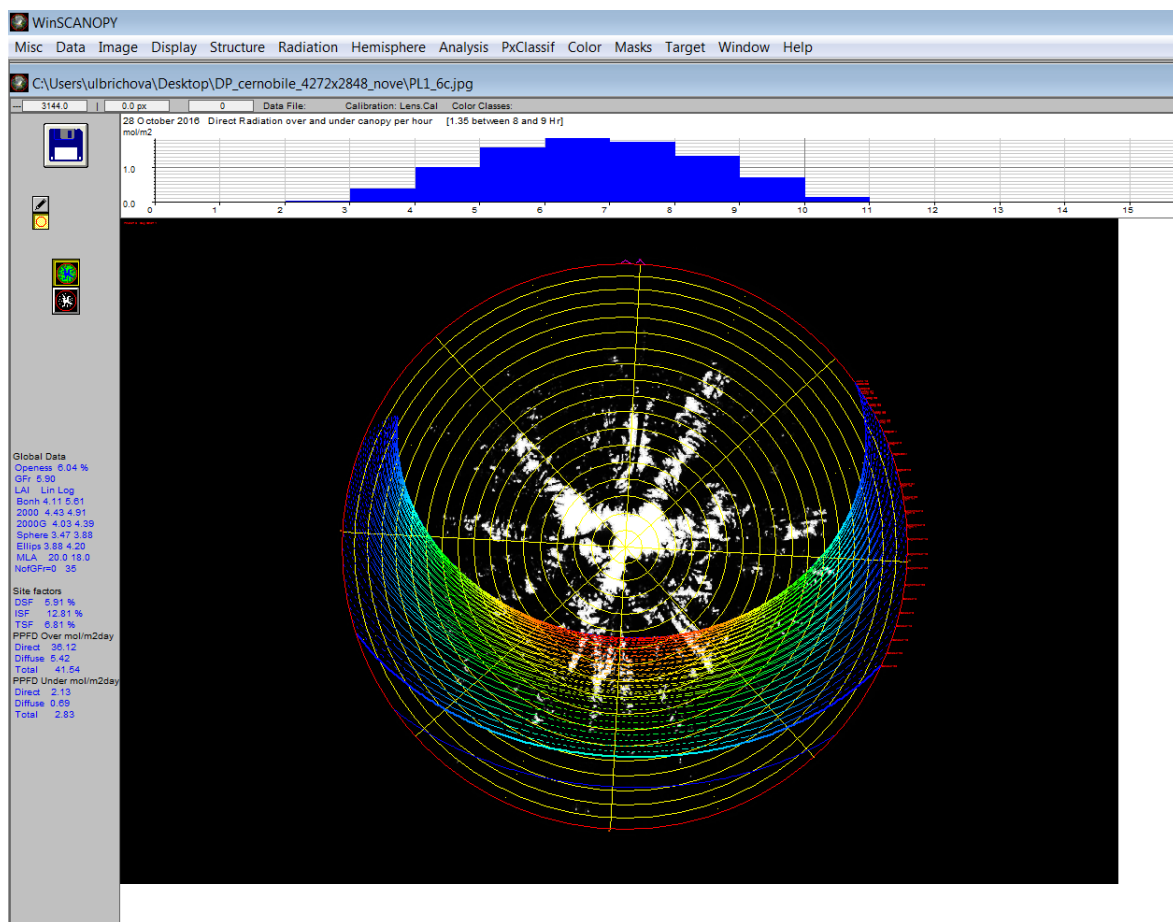 WinSCANOPY
Misc Data Image Display Structure Radiation Hemisphere Analysis PxClassif Color Masks Target Window Help
C:\Users\ulbrichova\Desktop\DP_cernobile_4272x2848_nove\PL1_6c.jpg
3144.0 | 0.0 px 0 Data File: Calibration: Lens.Cal Color Classes:
28 October 2016 Direct Radiation over and under canopy per hour [1.35 between 8 and 9 Hr]
mol/m2
1.0
0.0
0 1 2 3 4 5 6 7 8 9 10 11 12 13 14 15
Global Data
Openess 6.04 %
GFr 5.90
LAI Lin Log
Bonh 4.11 5.61
2000 4.43 4.91
2000G 4.03 4.39
Sphere 3.47 3.88
Ellips 3.88 4.20
MLA 20.0 18.0
NofGFr=0 35
Site factors
DSF 5.91 %
ISF 12.81 %
TSF 6.81 %
PPFD Over mol/m2day
Direct 36.12
Diffuse 5.42
Total 41.54
PPFD Under mol/m2day
Direct 2.13
Diffuse 0.69
Total 2.83